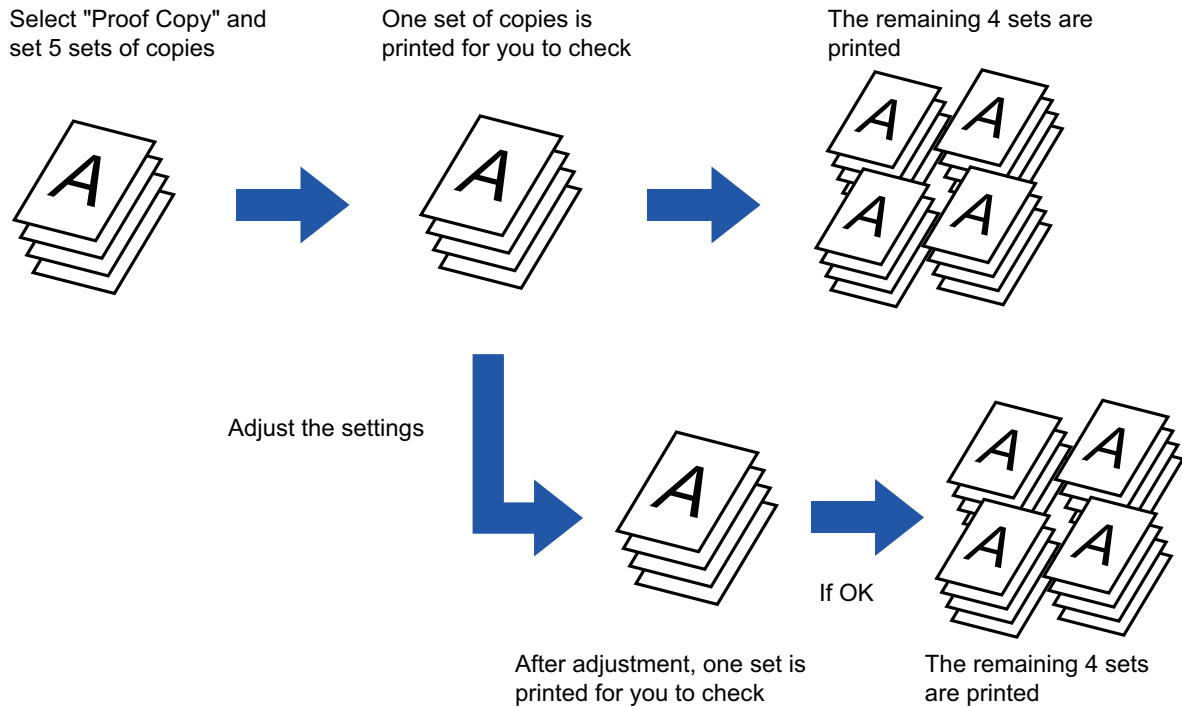 Select "Proof Copy" and
set 5 sets of copies
One set of copies is
printed for you to check
The remaining 4 sets are
printed
A
A
A
A
A
A
Adjust the settings
A
A
A
A
A
If OK
After adjustment, one set is
printed for you to check
The remaining 4 sets
are printed